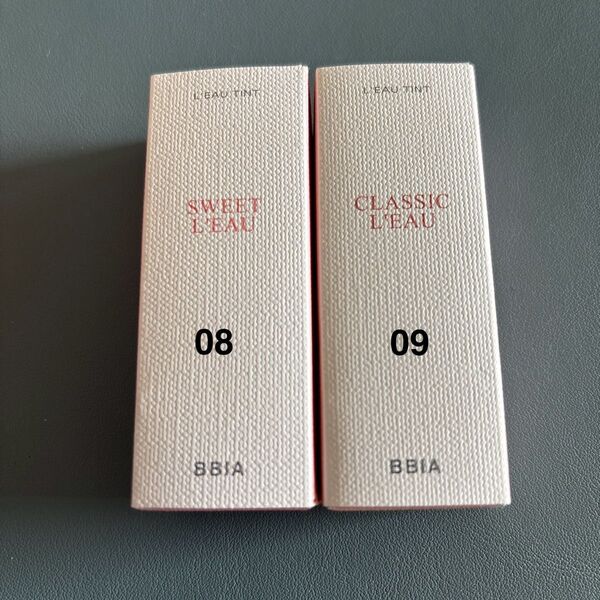 L'EAU TINT
SWEET
L'EAU
08
BBIA
L'EAU TINT
CLASSIC
L'EAU
09
BBIA